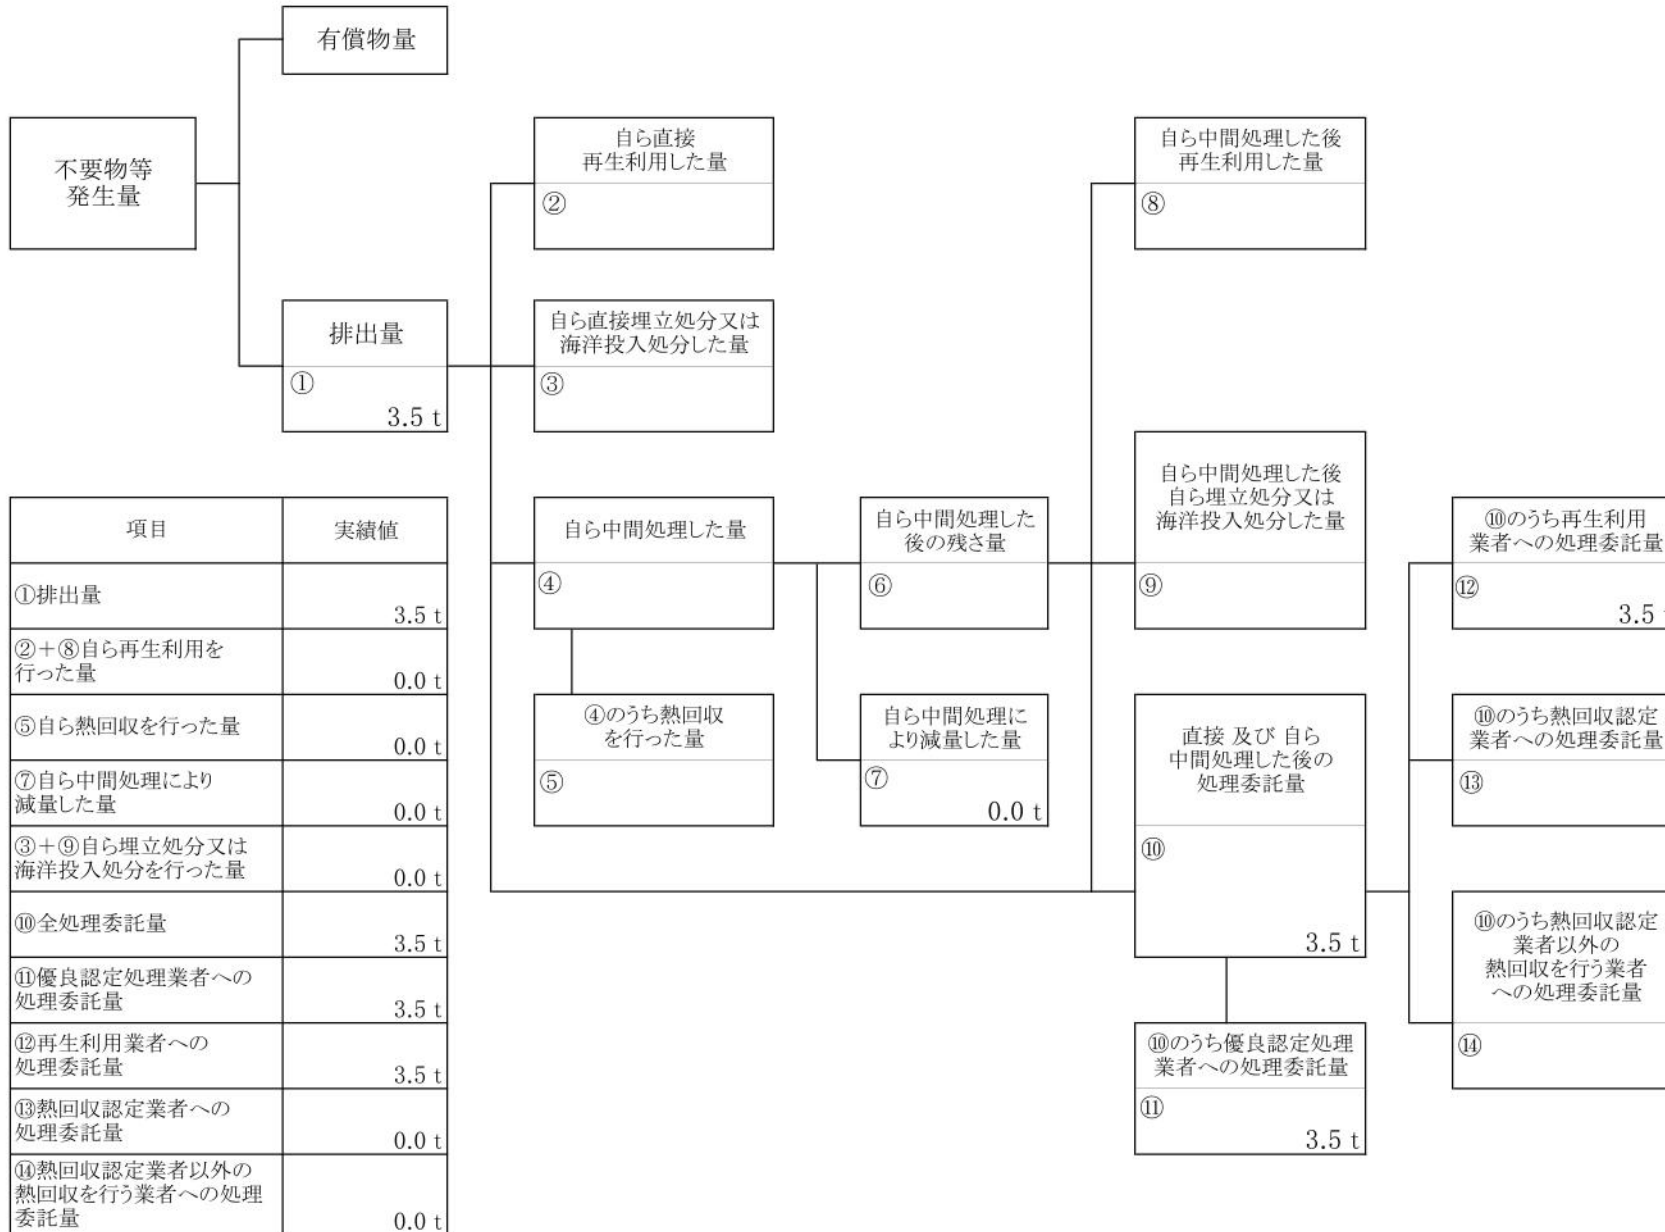 有償物量
不要物等
発生量
自ら直接
再生利用した量
②
自ら中間処理した後
再生利用した量
⑧
排出量
①
3.5 t
自ら直接埋立処分又は
海洋投入処分した量
③
自ら中間処理した量
④
自ら中間処理した
後の残さ量
⑥
自ら中間処理した後
自ら埋立処分又は
海洋投入処分した量
⑨
⑩のうち再生利用
業者への処理委託量
⑫
3.5
④のうち熱回収
を行った量
⑤
自ら中間処理に
より減量した量
⑦
0.0 t
直接 及び 自ら
中間処理した後の
処理委託量
⑩
3.5 t
⑩のうち熱回収認定
業者への処理委託量
⑬
⑩のうち熱回収認定
業者以外の
熱回収を行う業者
への処理委託量
⑭
⑩のうち優良認定処理
業者への処理委託量
⑪
3.5 t
項目 実績値
①排出量
3.5 t
②+⑧自ら再生利用を
行った量
0.0 t
⑤自ら熱回収を行った量
0.0 t
⑦自ら中間処理により
減量した量
0.0 t
③+⑨自ら埋立処分又は
海洋投入処分を行った量
0.0 t
⑩全処理委託量
3.5 t
⑪優良認定処理業者への
処理委託量
3.5 t
⑫再生利用業者への
処理委託量
3.5 t
⑬熱回収認定業者への
処理委託量
0.0 t
⑭熱回収認定業者以外の
熱回収を行う業者への処理
委託量
0.0 t